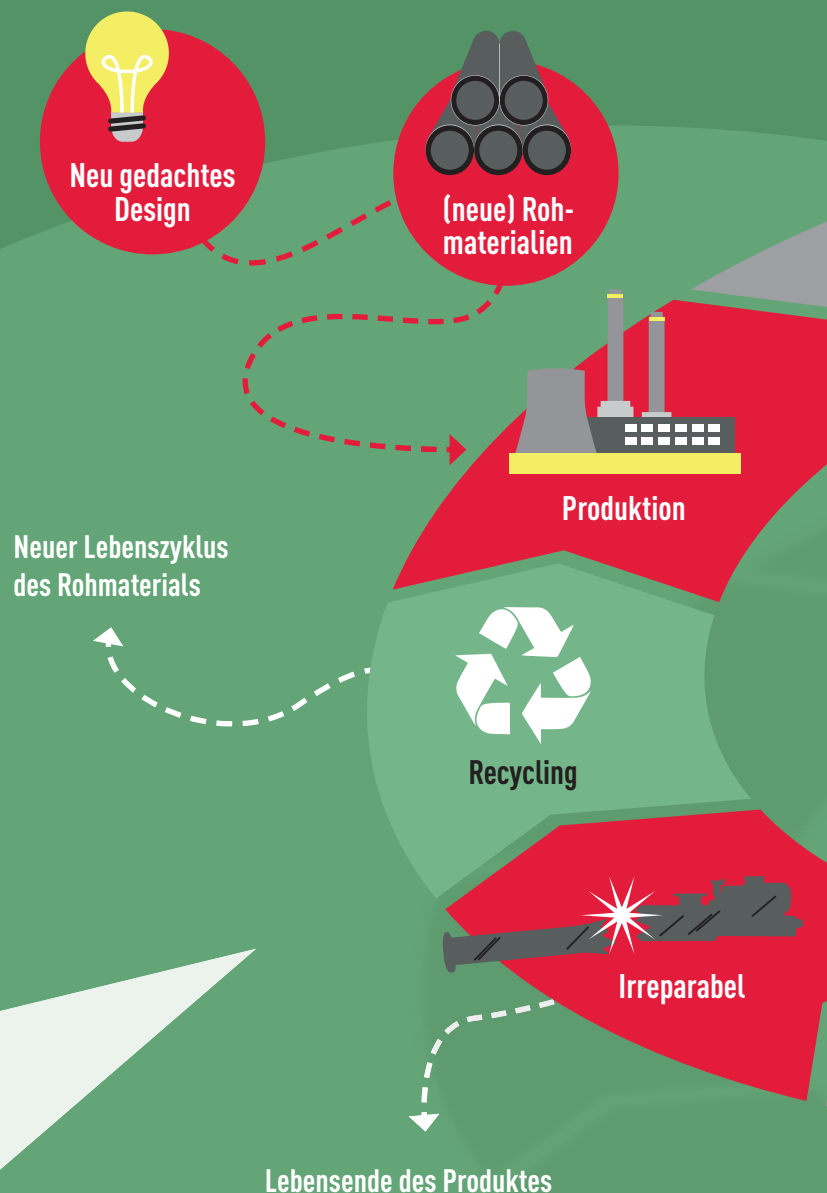 Neu gedachtes
Design
(neue) Roh-
materialien
Produktion
Neuer Lebenszyklus
des Rohmaterials
Recycling
Irreparabel
Lebensende des Produktes